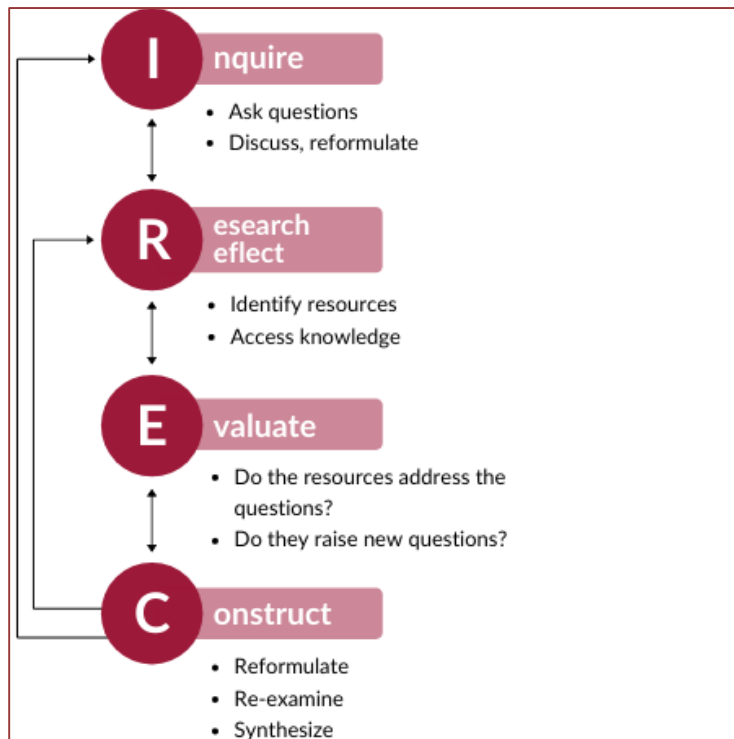 I nquire
• Ask questions
• Discuss, reformulate
R esearch
eflect
• Identify resources
• Access knowledge
E valuate
• Do the resources address the
questions?
• Do they raise new questions?
C onstruct
• Reformulate
• Re-examine
• Synthesize